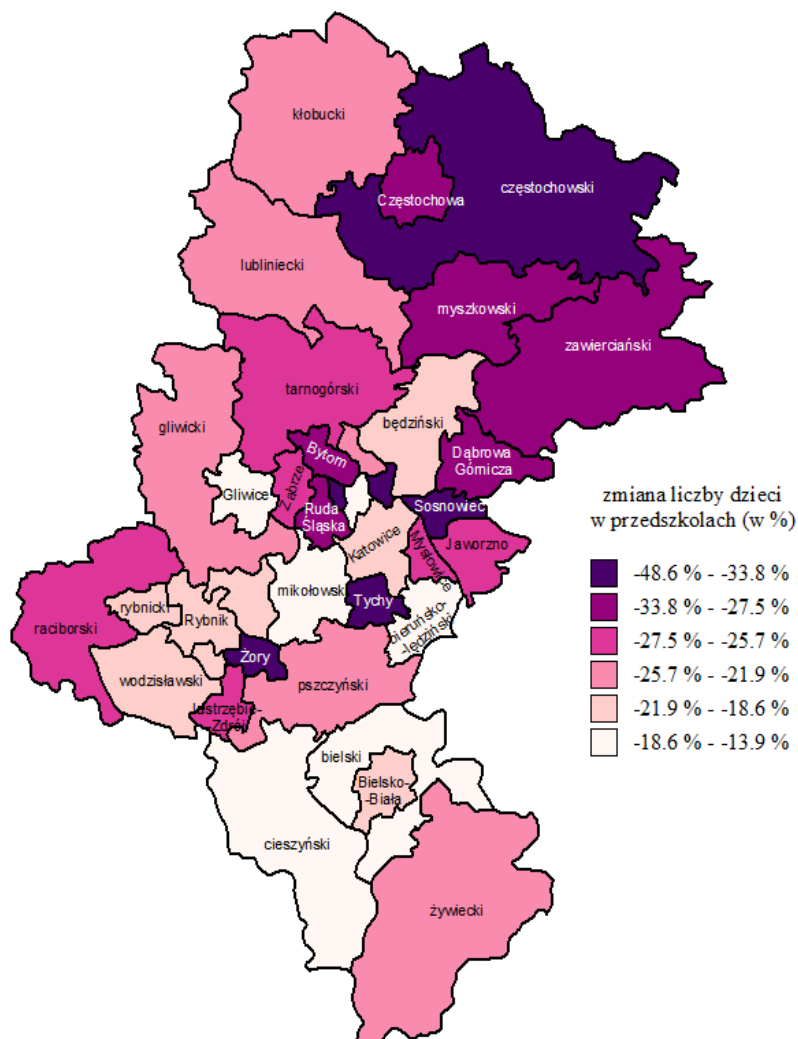 kłobucki
częstochowski
Częstochowa
lubliniecki
myszkowski
zawierciański
tarnogórski
gliwicki
będziński
Bytom
Dąbrowa
Górnicza
Zabrze
Gliwice
Ruda
Śląska
Sosnowiec
Katowice
Mysłowice
Jaworzno
zmiana liczby dzieci
w przedszkolach (w %)
-48.6 % - -33.8 %
-33.8 % - -27.5 %
-27.5 % - -25.7 %
-25.7 % - -21.9 %
-21.9 % - -18.6 %
-18.6 % - -13.9 %
mikołowski
Tychy
bieruńsko-
-lędziński
rybnicki
Rybnik
raciborski
Żory
wodzisławski
pszczyński
Jastrzębie-
-Zdrój
bielski
Bielsko-
-Biała
cieszyński
żywiecki